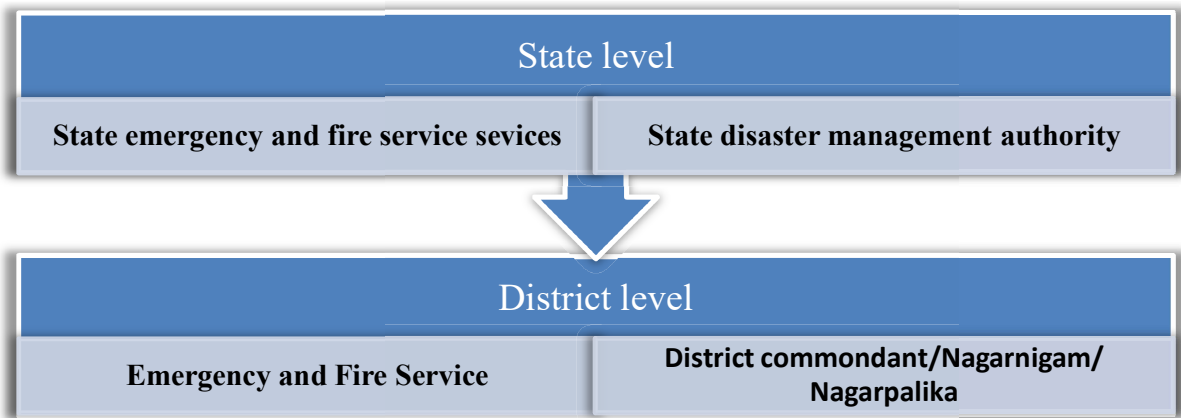 State level
State emergency and fire service sevices
State disaster management authority
District level
Emergency and Fire Service
District commondant/Nagarnigam/
Nagarpalika